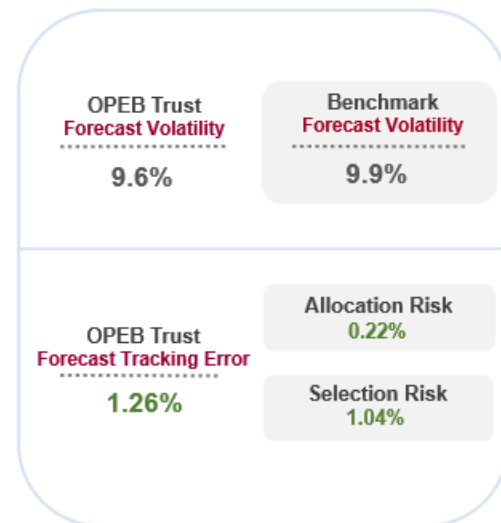 OPEB Trust
Forecast Volatility
9.6%
Benchmark
Forecast Volatility
9.9%
OPEB Trust
Forecast Tracking Error
1.26%
Allocation Risk
0.22%
Selection Risk
1.04%